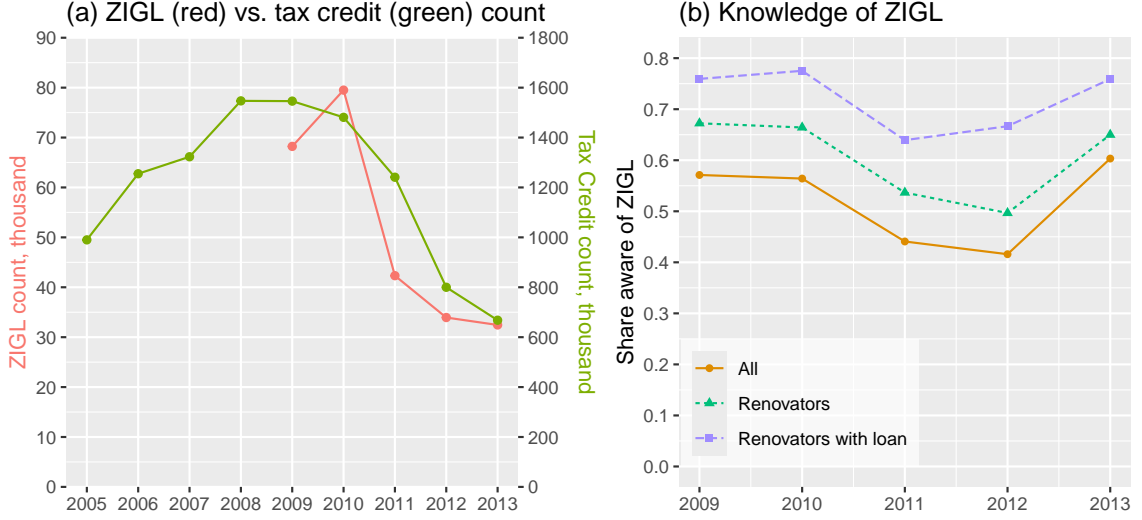 (a) ZIGL (red) vs. tax credit (green) count
90
80
70
60
50
40
30
20
10
0
ZIGL count, thousand
1800
1600
1400
1200
1000
800
600
400
200
0
Tax Credit count, thousand
2005 2006 2007 2008 2009 2010 2011 2012 2013
(b) Knowledge of ZIGL
0.8
0.7
0.6
0.5
0.4
0.3
0.2
0.1
0.0
Share aware of ZIGL
All
Renovators
Renovators with loan
2009 2010 2011 2012 2013